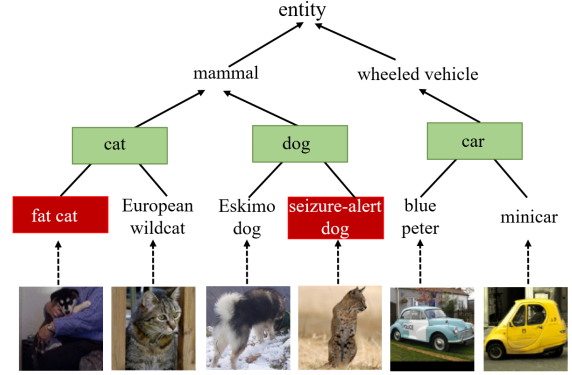 entity
mammal
wheeled vehicle
cat
dog
car
fat cat
European
wildcat
Eskimo
dog
seizure-alert
dog
blue
peter
minicar
POLICE